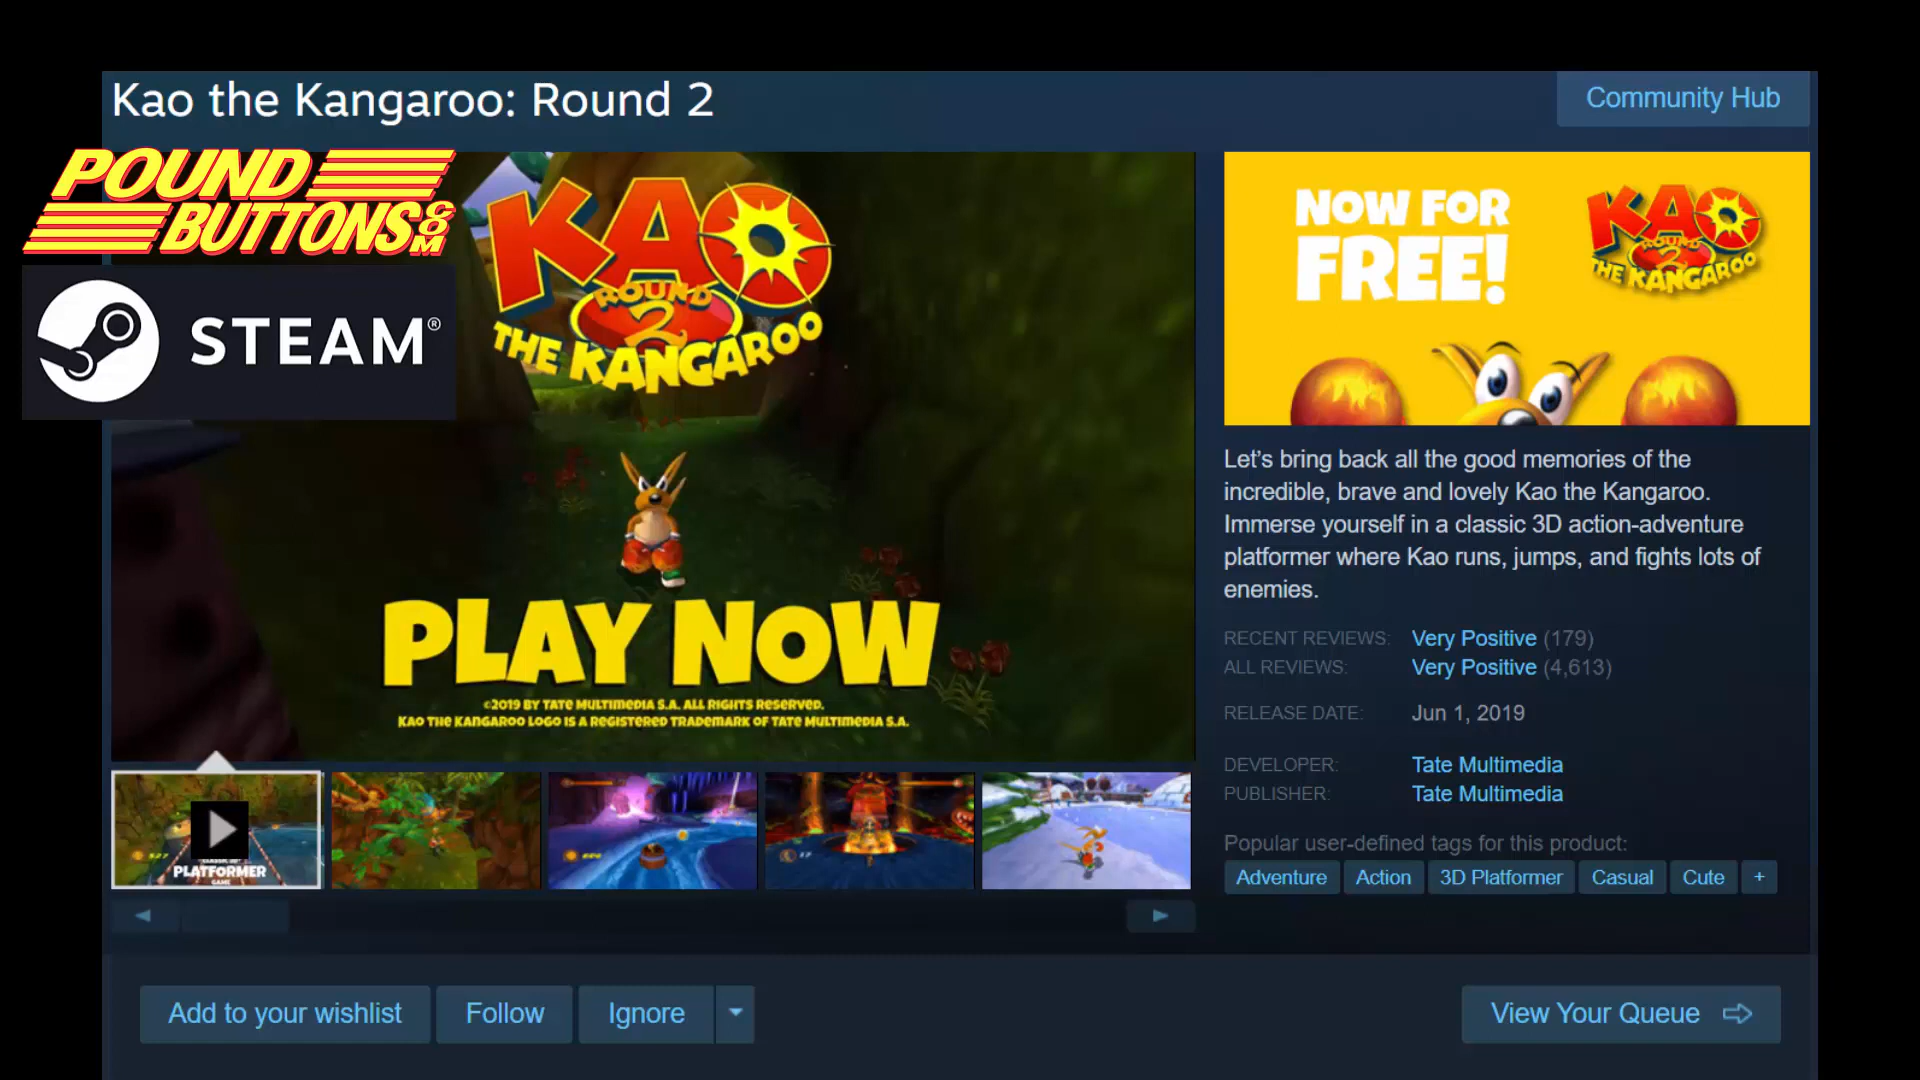 Kao the Kangaroo: Round 2
Community Hub
POUND
BUTTONS.COM
STEAM®
KAO
ROUND
2
THE KANGAROO
PLAY NOW
©2019 BY TATE MULTIMEDIA S.A. ALL RIGHTS RESERVED.
KAO THE KANGAROO LOGO IS A REGISTERED TRADEMARK OF TATE MULTIMEDIA S.A.
NOW FOR
FREE!
KAO
ROUND
2
THE KANGAROO
Let's bring back all the good memories of the
incredible, brave and lovely Kao the Kangaroo.
Immerse yourself in a classic 3D action-adventure
platformer where Kao runs, jumps, and fights lots of
enemies.
RECENT REVIEWS: Very Positive (179)
ALL REVIEWS: Very Positive (4,613)
RELEASE DATE: Jun 1, 2019
DEVELOPER: Tate Multimedia
PUBLISHER: Tate Multimedia
Popular user-defined tags for this product:
Adventure Action 3D Platformer Casual Cute +
PLATFORMER
GAME
Add to your wishlist Follow Ignore
View Your Queue